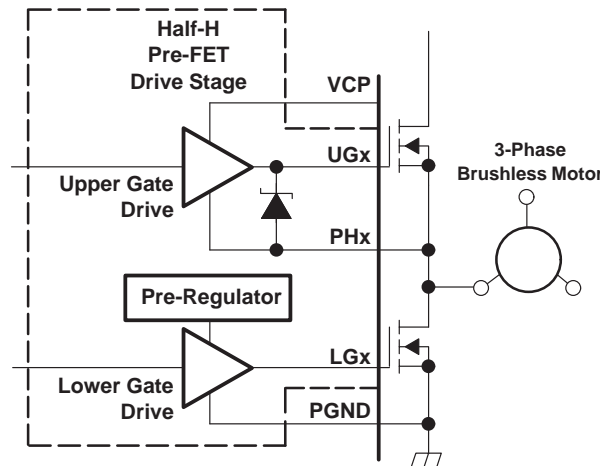 Half-H
Pre-FET
Drive Stage
VCP
UGx
Upper Gate
Drive
PHx
3-Phase
Brushless Motor
Pre-Regulator
LGx
Lower Gate
Drive
PGND